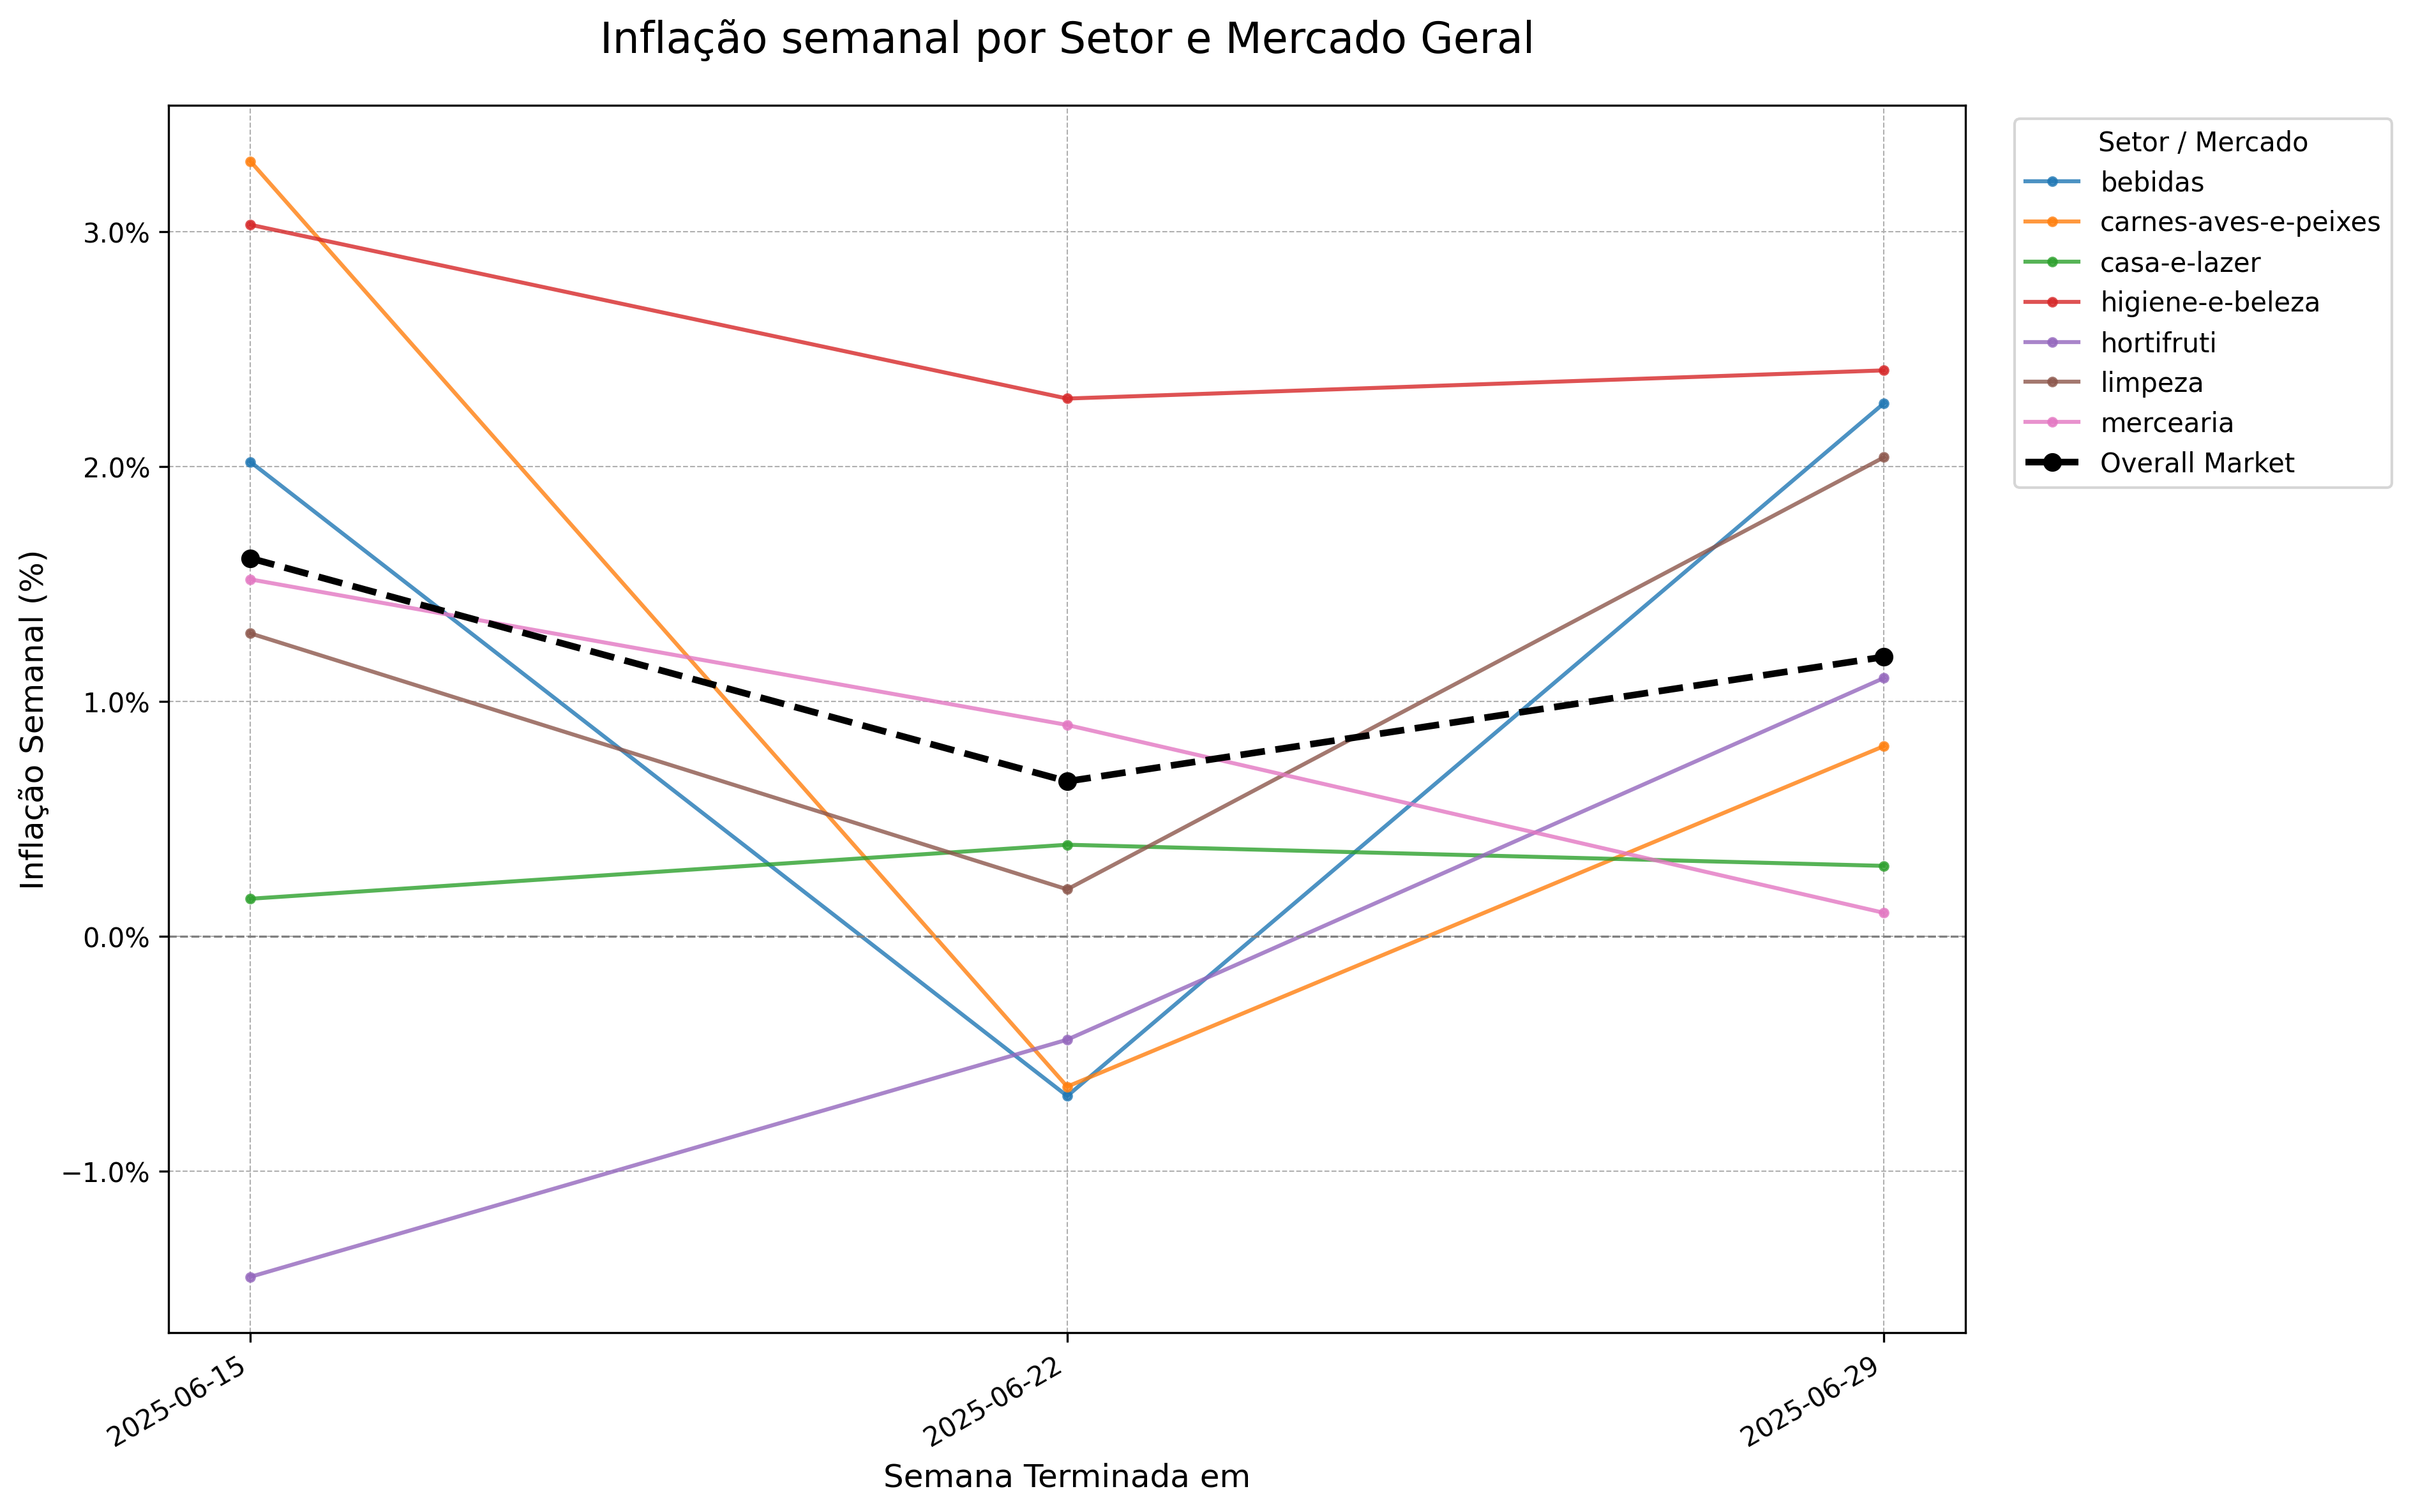 Inflação semanal por Setor e Mercado Geral
Setor / Mercado
bebidas
carnes-aves-e-peixes
casa-e-lazer
higiene-e-beleza
hortifruti
limpeza
mercearia
Overall Market
Inflação Semanal (%)
3.0%
2.0%
1.0%
0.0%
−1.0%
2025-06-15
2025-06-22
2025-06-29
Semana Terminada em